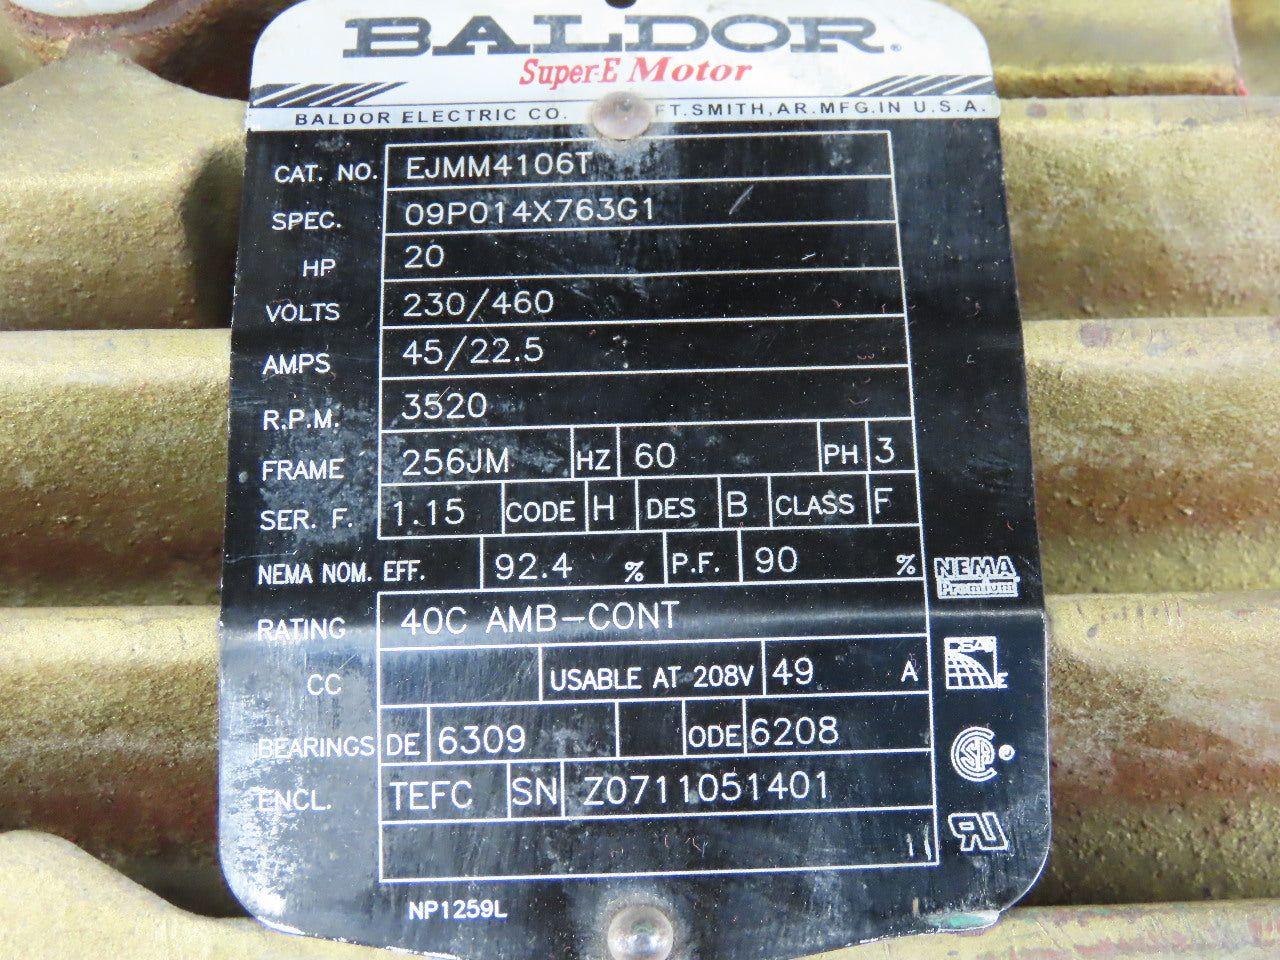 BALDOR®
Super-E Motor
BALDOR ELECTRIC CO. FT. SMITH, AR. MFG. IN U.S.A.
CAT. NO. EJMM4106T
SPEC. 09P014X763G1
HP 20
VOLTS 230/460
AMPS 45/22.5
R.P.M. 3520
FRAME 256JM HZ 60 PH 3
SER. F. 1.15 CODE H DES B CLASS F
NEMA NOM. EFF. 92.4 % P.F. 90 %
NEMA
Premium
RATING 40C AMB-CONT
CC USABLE AT 208V 49 A
E
BEARINGS DE 6309 ODE 6208
ENCL. TEFC SN Z0711051401
NP1259L